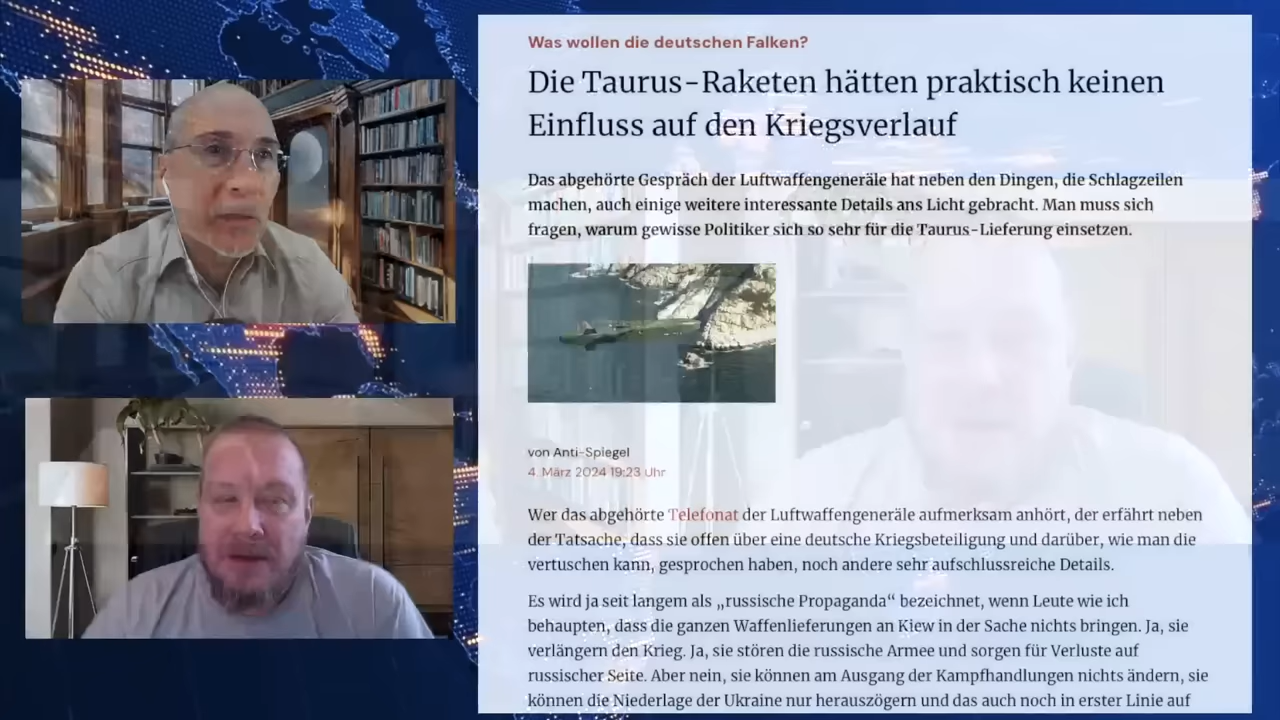 Was wollen die deutschen Falken?
Die Taurus-Raketen hätten praktisch keinen
Einfluss auf den Kriegsverlauf
Das abgehörte Gespräch der Luftwaffengeneräle hat neben den Dingen, die Schlagzeilen
machen, auch einige weitere interessante Details ans Licht gebracht. Man muss sich
fragen, warum gewisse Politiker sich so sehr für die Taurus-Lieferung einsetzen.
von Anti-Spiegel
4. März 2024 19:23 Uhr
Wer das abgehörte Telefonat der Luftwaffengeneräle aufmerksam anhört, der erfährt neben
der Tatsache, dass sie offen über eine deutsche Kriegsbeteiligung und darüber, wie man die
vertuschen kann, gesprochen haben, noch andere sehr aufschlussreiche Details.
Es wird ja seit langem als „russische Propaganda“ bezeichnet, wenn Leute wie ich
behaupten, dass die ganzen Waffenlieferungen an Kiew in der Sache nichts bringen. Ja, sie
verlängern den Krieg. Ja, sie stören die russische Armee und sorgen für Verluste auf
russischer Seite. Aber nein, sie können am Ausgang der Kampfhandlungen nichts ändern, sie
können die Niederlage der Ukraine nur herauszögern und das auch noch in erster Linie auf